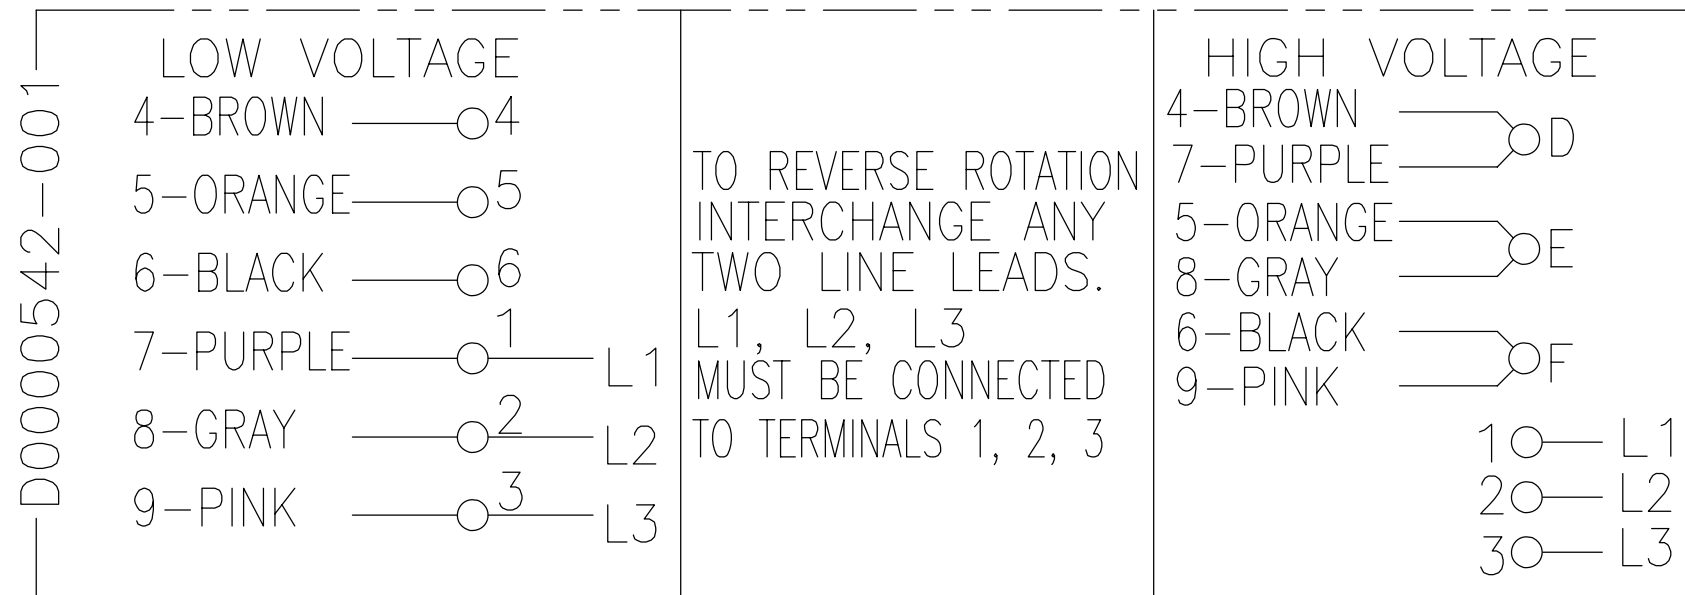 D000542-001
LOW VOLTAGE
4-BROWN 4
5-ORANGE 5
6-BLACK 6
7-PURPLE 1 L1
8-GRAY 2 L2
9-PINK 3 L3
TO REVERSE ROTATION
INTERCHANGE ANY
TWO LINE LEADS.
L1, L2, L3
MUST BE CONNECTED
TO TERMINALS 1, 2, 3
HIGH VOLTAGE
4-BROWN
D
7-PURPLE
5-ORANGE
E
8-GRAY
6-BLACK
F
9-PINK
1 L1
2 L2
3 L3